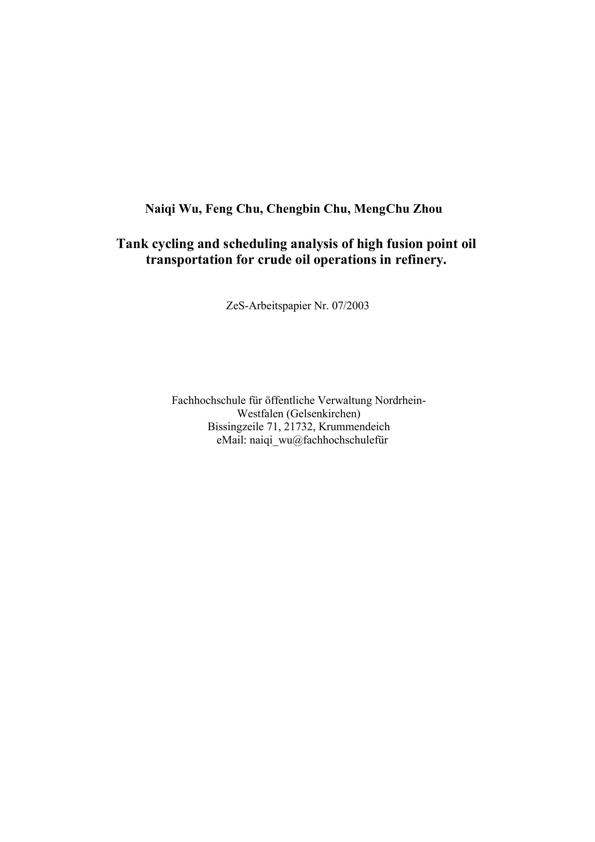 Naiqi Wu, Feng Chu, Chengbin Chu, MengChu Zhou
Tank cycling and scheduling analysis of high fusion point oil
transportation for crude oil operations in refinery.
ZeS-Arbeitspapier Nr. 07/2003
Fachhochschule für öffentliche Verwaltung Nordrhein-
Westfalen (Gelsenkirchen)
Bissingzeile 71, 21732, Krummendeich
eMail: naiqi_wu@fachhochschulefür